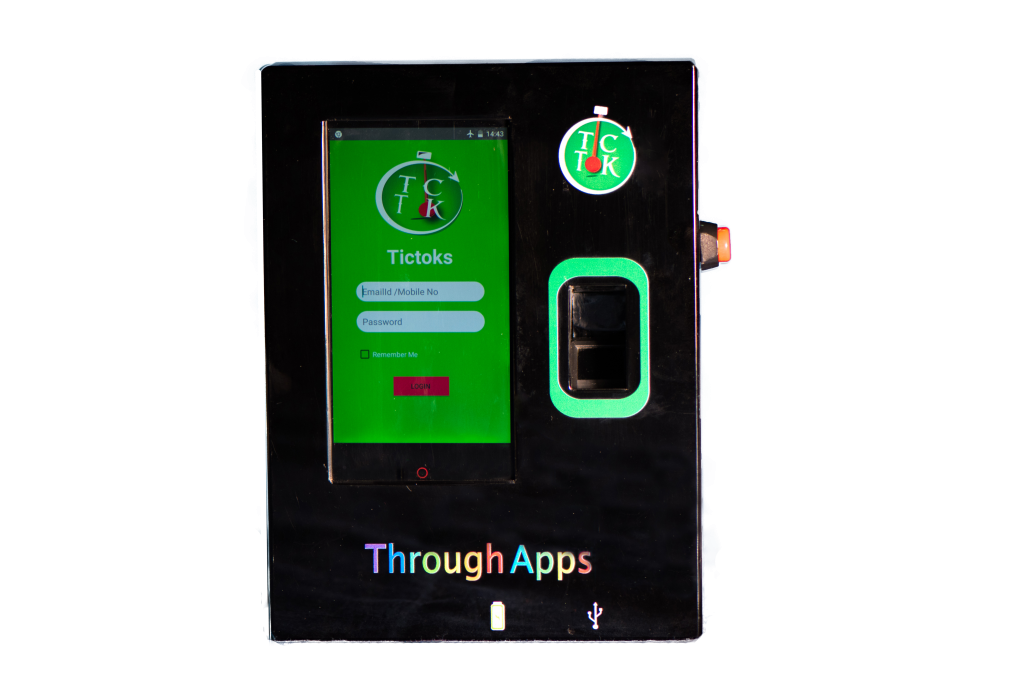 14:43
T C
T K
Tictoks
EmailId /Mobile No
Password
Remember Me
LOGIN
T C
T K
Through Apps